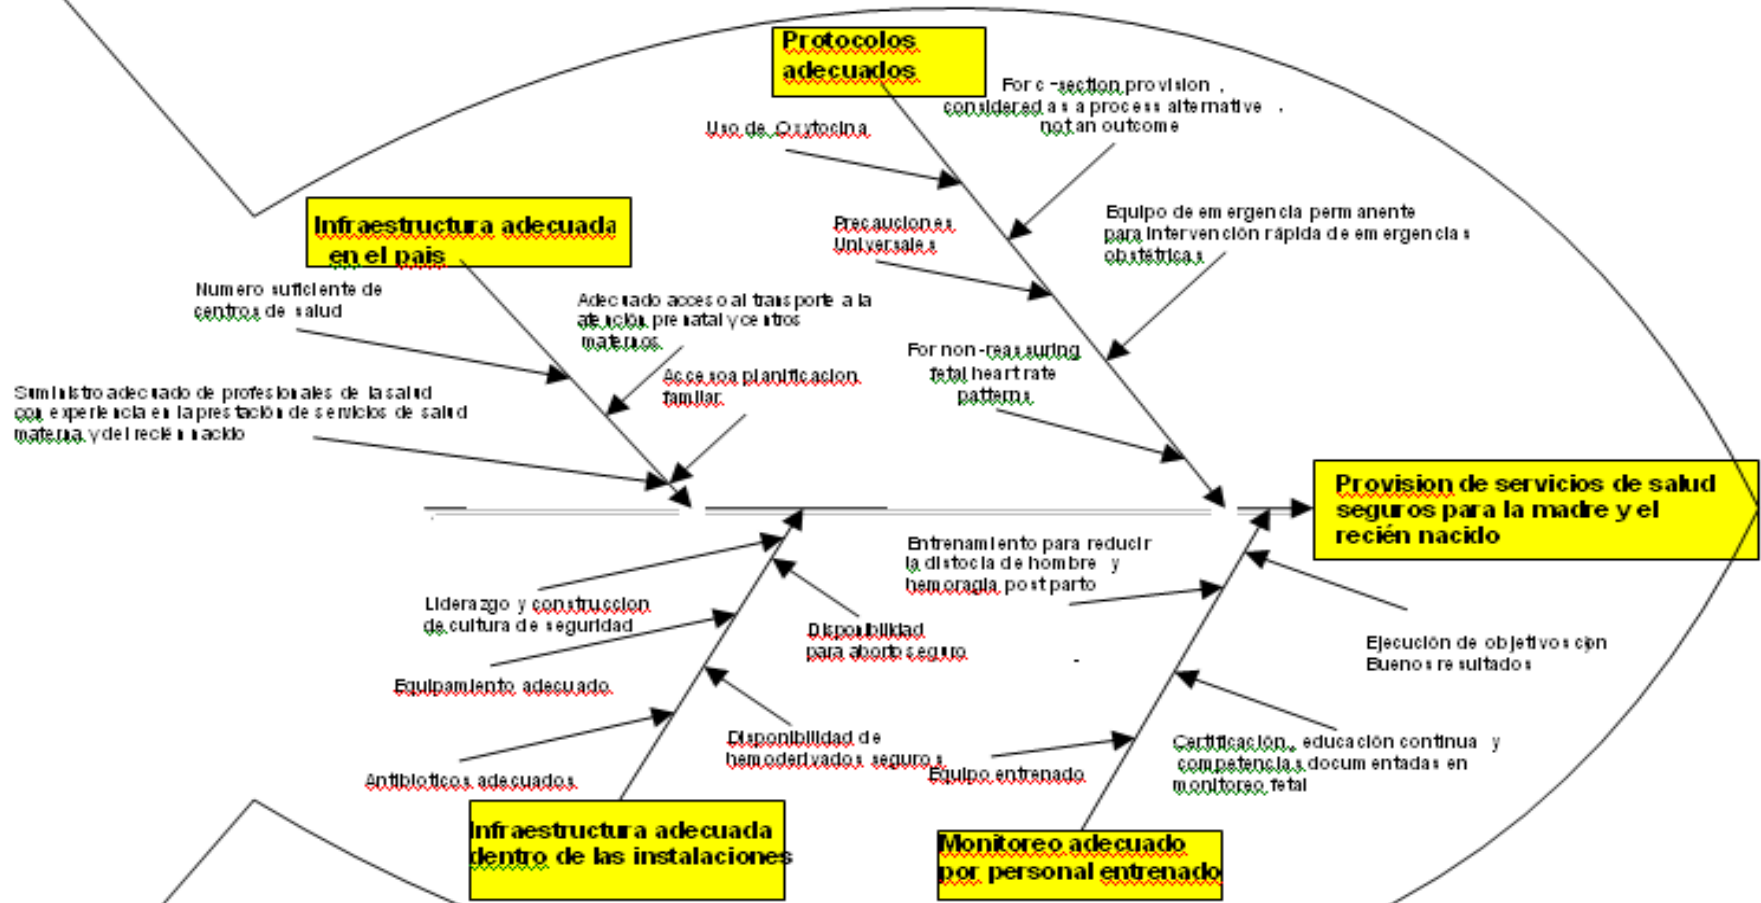 Protocolos
adecuados
For c -section provision ,
considered as a process alternative ,
not an outcome
Uso de Oxytocina
Precauciones
Universales
Equipo de emergencia permanente
para intervención rápida de emergencias
obstétricas
For non -reassuring
fetal heart rate
patterns
Infraestructura adecuada
en el pais
Numero suficiente de
centros de salud
Adecuado acceso al transporte a la
atención prenatal y centros
maternos
Acceso a planificacion
familiar
Suministro adecuado de profesionales de la salud
con experiencia en la prestación de servicios de salud
materna y del recién nacido
Provision de servicios de salud
seguros para la madre y el
recién nacido
Liderazgo y construccion
de cultura de seguridad
Equipamiento adecuado
Antibioticos adecuados
Disponibilidad
para aborto seguro
Disponibilidad de
hemoderivados seguros
Infraestructura adecuada
dentro de las instalaciones
Entrenamiento para reducir
la distocia de hombre y
hemoragia post parto
Equipo entrenado
Ejecución de objetivos con
Buenos resultados
Certificación, educación continua y
competencias documentadas en
monitoreo fetal
Monitoreo adecuado
por personal entrenado